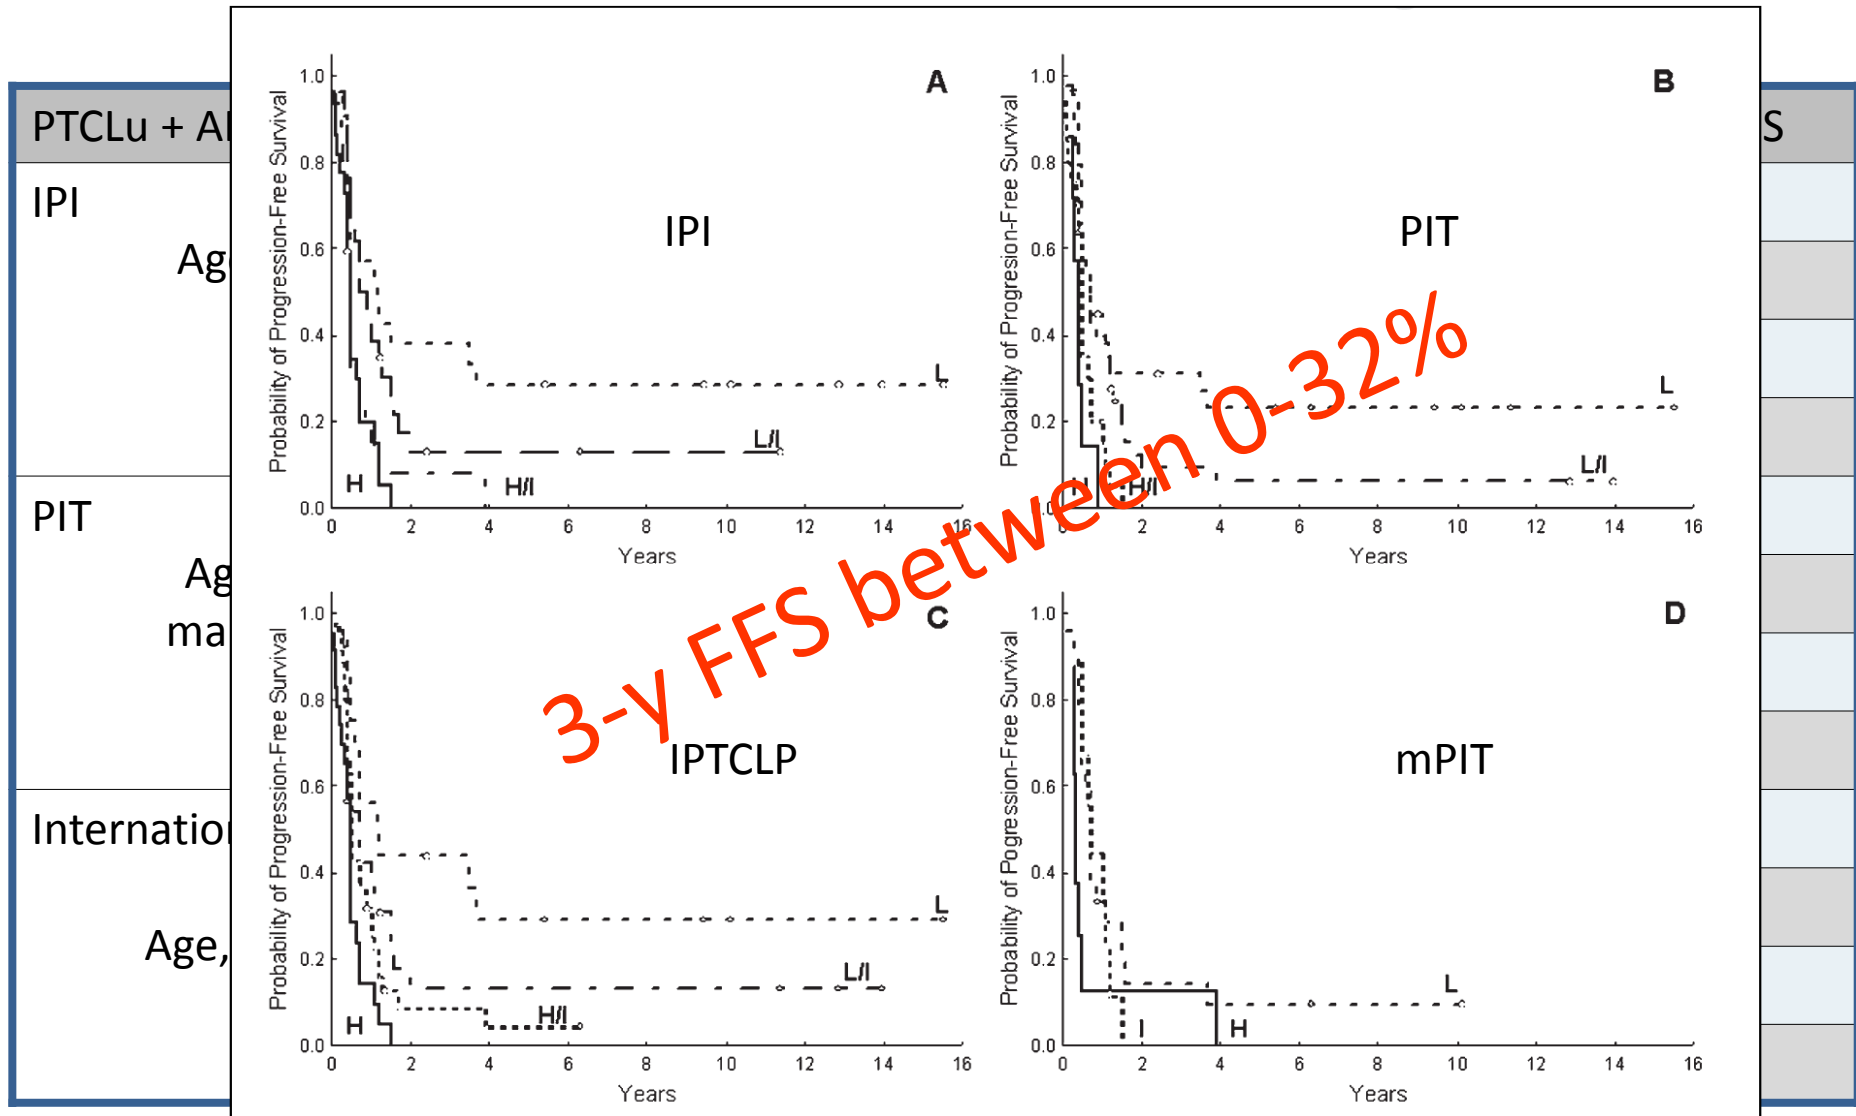 PTCLu + AI
S
IPI
Ag
PIT
Ag
ma
Internatio
Age,
A
Probability of Progression-Free Survival
1.0
0.8
0.6
0.4
0.2
0.0
IPI
L
L/I
H
H/I
0 2 4 6 8 10 12 14 16
Years
B
Probability of Progresion-Free Survival
1.0
0.8
0.6
0.4
0.2
0.0
PIT
L
L/I
H/I
2 4 6 8 10 12 14 16
Years
3-y FFS between 0-32%
C
Probability of Progression-Free Survival
1.0
0.8
0.6
0.4
0.2
0.0
IPTCLP
L
L/I
H/I
H
0 2 4 6 8 10 12 14 16
Years
D
Probability of Pogression-Free Survival
1.0
0.8
0.6
0.4
0.2
0.0
mPIT
L
I
H
0 2 4 6 8 10 12 14 16
Years